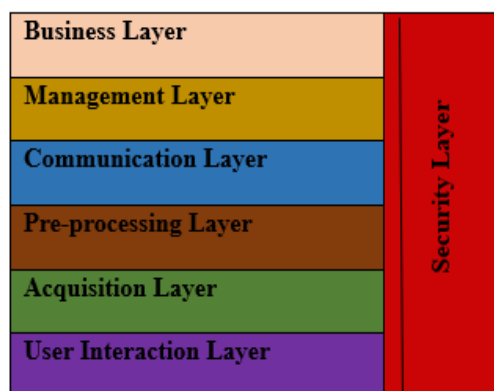 Business Layer
Management Layer
Communication Layer
Pre-processing Layer
Acquisition Layer
User Interaction Layer
Security Layer